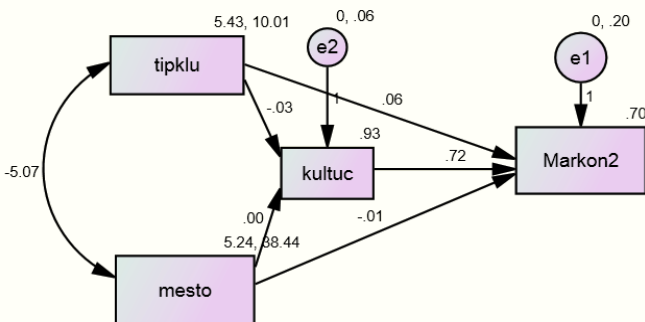 5.43, 10.01
0, .06
0, .20
tipklu
e2
e1
1
.06
1
-.03
.93
.70
-5.07
kultuc
.72
Markon2
.00
-.01
5.24, 38.44
mesto